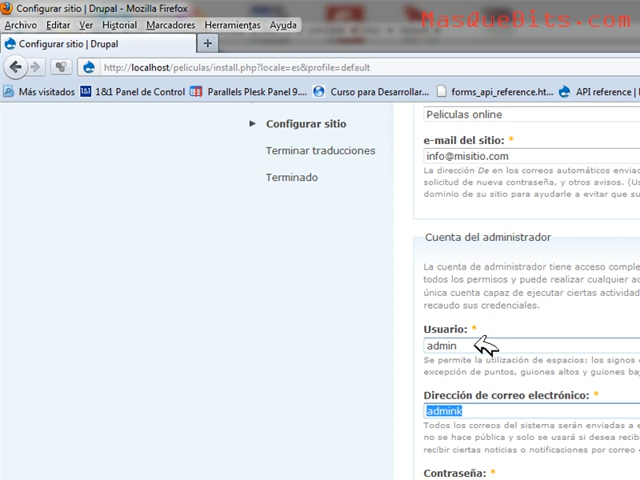 Configurar sitio | Drupal - Mozilla Firefox
MasQueBits.com
Archivo Editar Ver Historial Marcadores Herramientas Ayuda
Configurar sitio | Drupal
http://localhost/peliculas/install.php?locale=es&profile=default
Más visitados 1&1 Panel de Control Parallels Plesk Panel 9.... Curso para Desarrollar... forms_api_reference.ht... API reference |
Configurar sitio
Terminar traducciones
Terminado
Peliculas online
e-mail del sitio: *
info@misitio.com
La dirección De en los correos automáticos enviad
solicitud de nueva contraseña, y otros avisos. (Us
dominio de su sitio para ayudarle a evitar que su
Cuenta del administrador
La cuenta de administrador tiene acceso comple
todos los permisos y puede realizar cualquier ac
única cuenta capaz de ejecutar ciertas actividad
recaudo sus credenciales.
Usuario: *
admin
Se permite la utilización de espacios; los signos
excepción de puntos, guiones altos y guiones baj
Dirección de correo electrónico: *
admink
Todos los correos del sistema serán enviadas a e
no se hace pública y solo se usará si desea recib
recibir ciertas noticias o notificaciones por correo
Contraseña: *